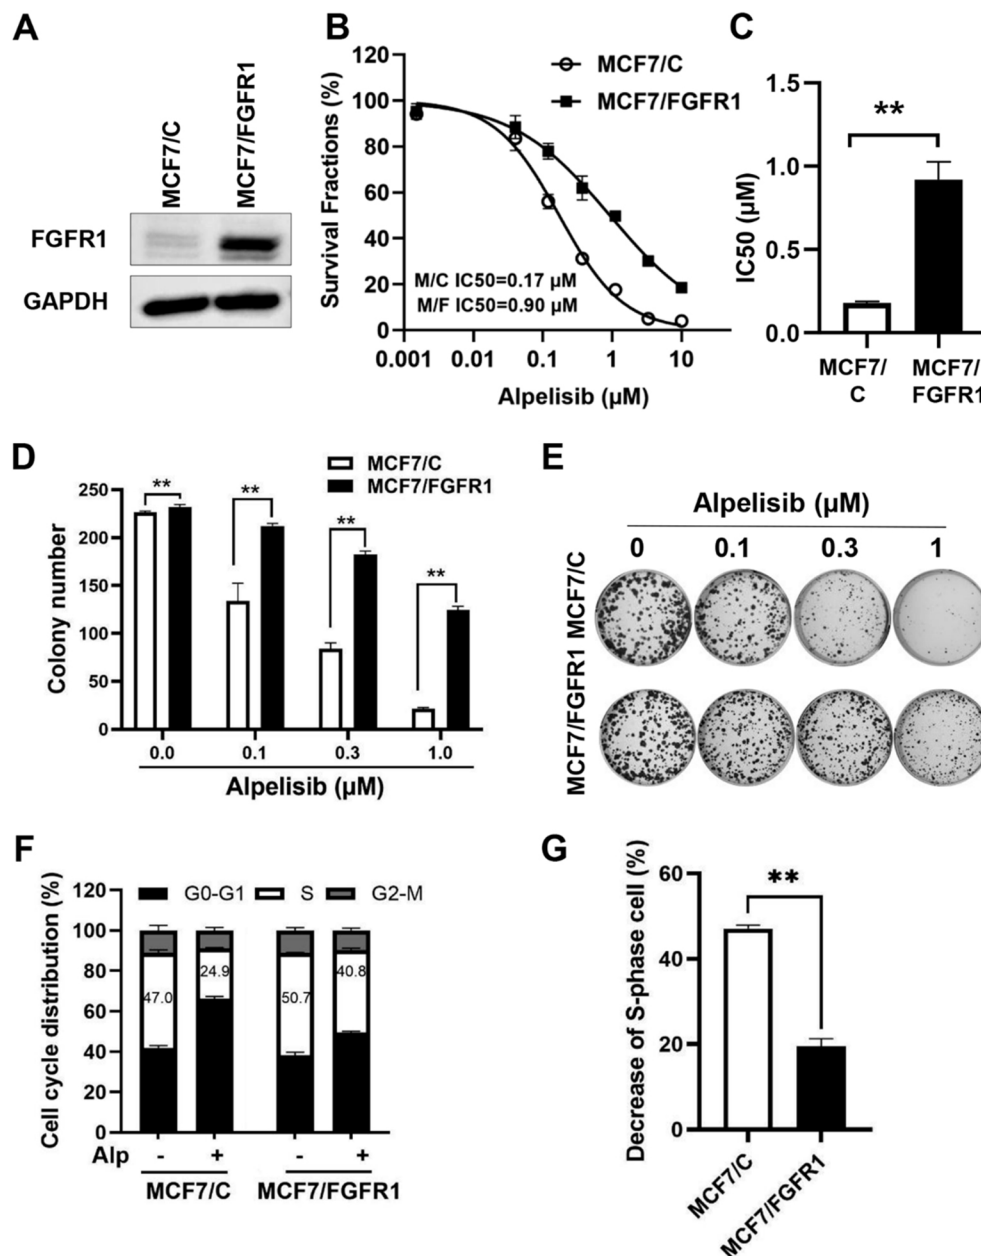 A
MCF7/C
MCF7/FGFR1
FGFR1
GAPDH
B
MCF7/C
MCF7/FGFR1
Survival Fractions (%)
120
100
80
60
40
20
0
M/C IC50=0.17 µM
M/F IC50=0.90 µM
0.001 0.01 0.1 1 10
Alpelisib (µM)
C
IC50 (µM)
1.5
1.0
0.5
0.0
**
MCF7/
C
MCF7/
FGFR1
D
MCF7/C
MCF7/FGFR1
Colony number
250
200
150
100
50
0
** ** ** **
0.0 0.1 0.3 1.0
Alpelisib (µM)
E
Alpelisib (µM)
0 0.1 0.3 1
MCF7/C
MCF7/FGFR1
F
G0-G1 S G2-M
Cell cycle distribution (%)
120
100
80
60
40
20
0
47.0 24.9 50.7 40.8
Alp - + - +
MCF7/C MCF7/FGFR1
G
Decrease of S-phase cell (%)
60
40
20
0
**
MCF7/C
MCF7/FGFR1